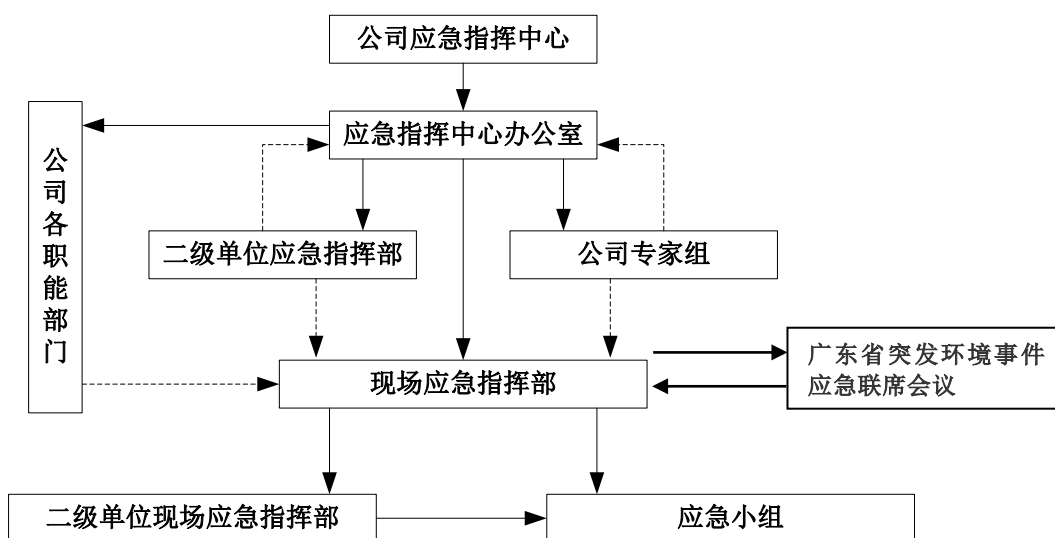 公司应急指挥中心
应急指挥中心办公室
公司各职能部门
二级单位应急指挥部
公司专家组
现场应急指挥部
广东省突发环境事件
应急联席会议
二级单位现场应急指挥部
应急小组